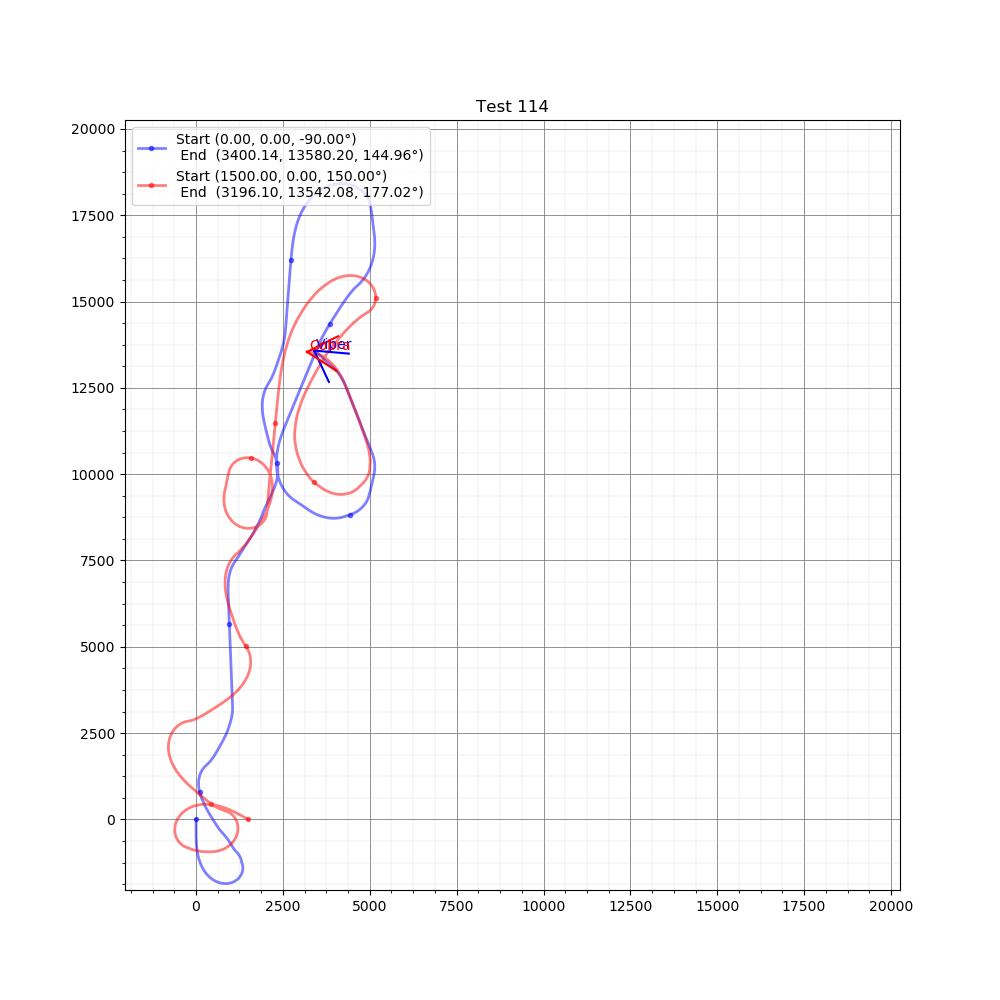 Test 114
Start (0.00, 0.00, -90.00°)
End (3400.14, 13580.20, 144.96°)
Start (1500.00, 0.00, 150.00°)
End (3196.10, 13542.08, 177.02°)
20000
17500
15000
12500
10000
7500
5000
2500
0
0 2500 5000 7500 10000 12500 15000 17500 20000